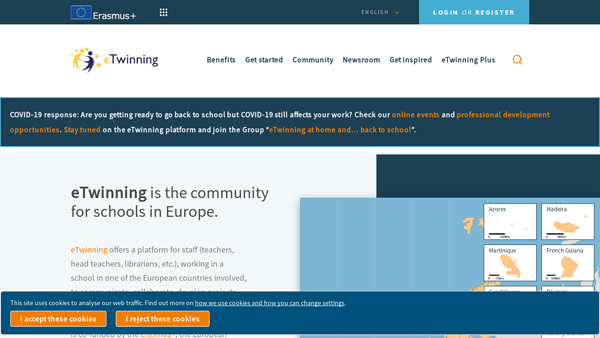 Erasmus+
ENGLISH
LOGIN OR REGISTER
eTwinning
Benefits Get started Community Newsroom Get inspired eTwinning Plus
COVID-19 response: Are you getting ready to go back to school but COVID-19 still affects your work? Check our online events and professional development
opportunities. Stay tuned on the eTwinning platform and join the Group "eTwinning at home and... back to school".
eTwinning is the community
for schools in Europe.
eTwinning offers a platform for staff (teachers,
head teachers, librarians, etc.), working in a
school in one of the European countries involved,
to communicate, collaborate, develop projects,
Azores
Madeira
Martinique
French Guiana
Guadeloupe
This site uses cookies to analyse our web traffic. Find out more on how we use cookies and how you can change settings.
I accept these cookies
I reject these cookies
is co-funded by the Erasmus+, the European